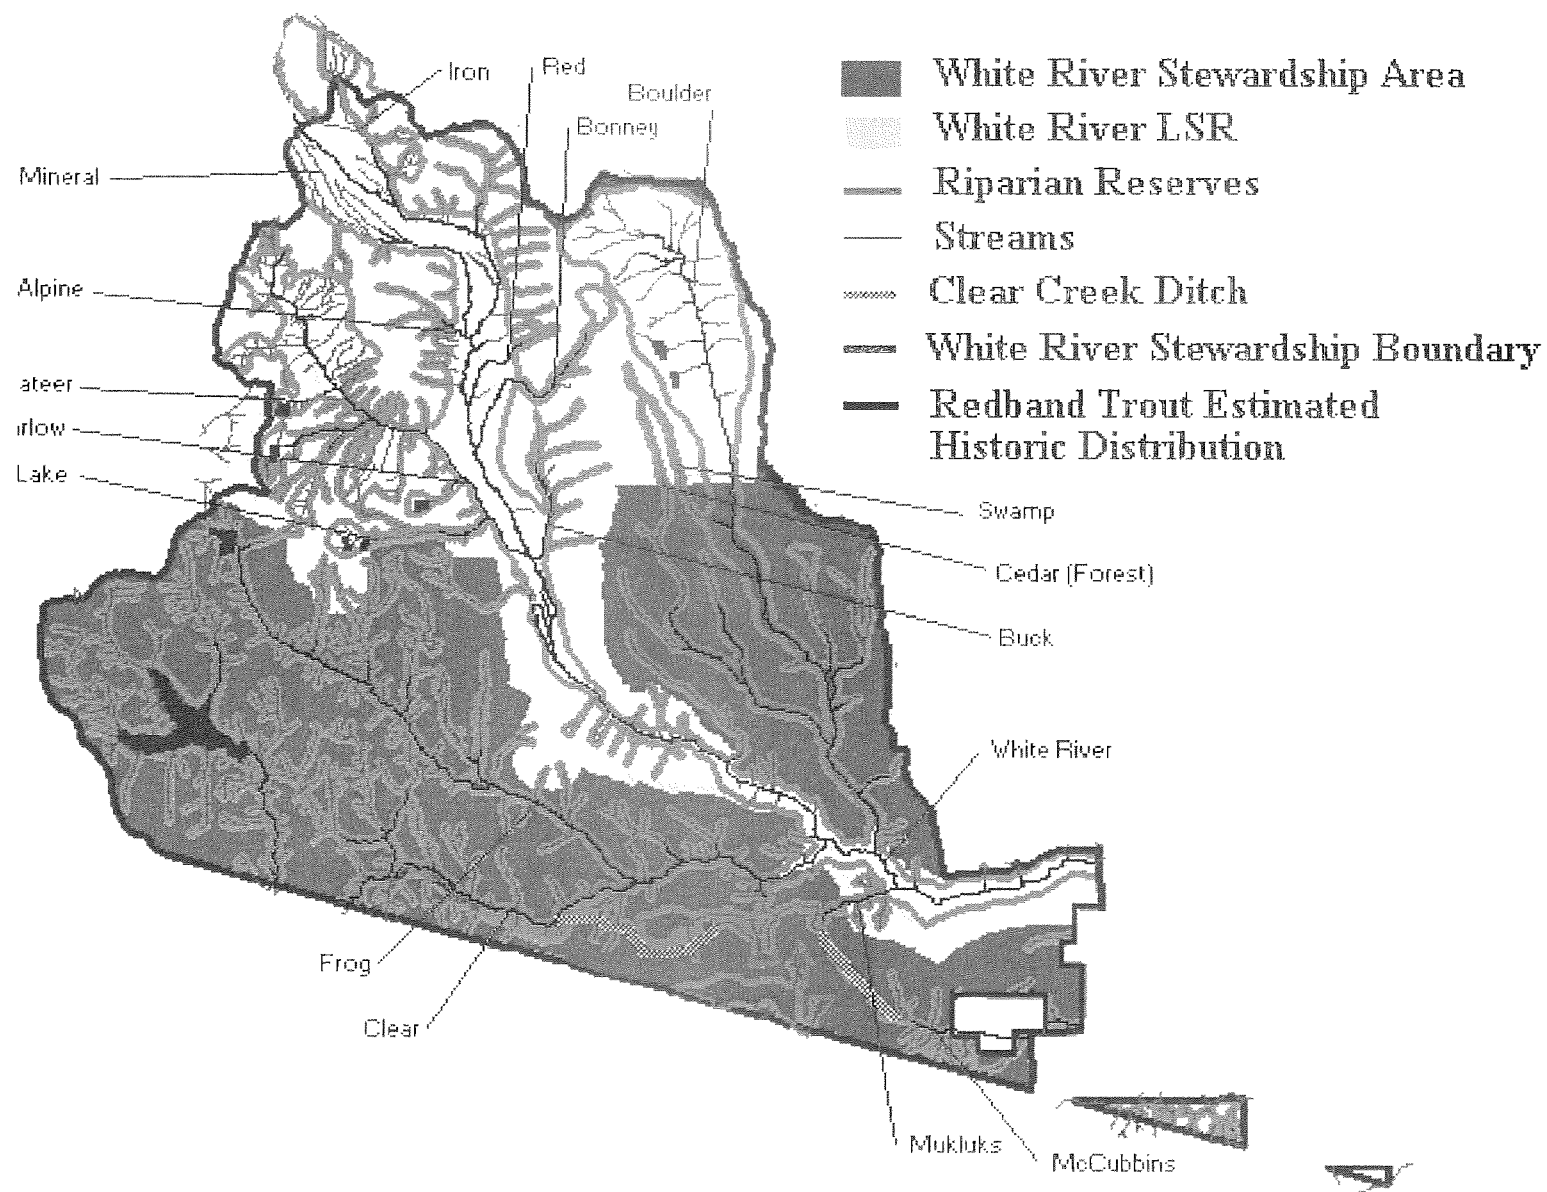 Iron
Red
Boulder
Bonney
Mineral
Alpine
ateer
rlow
Lake
White River Stewardship Area
White River LSR
Riparian Reserves
Streams
Clear Creek Ditch
White River Stewardship Boundary
Redband Trout Estimated
Historic Distribution
Swamp
Cedar (Forest)
Buck
White River
Frog
Clear
Mukluks
McCubbins